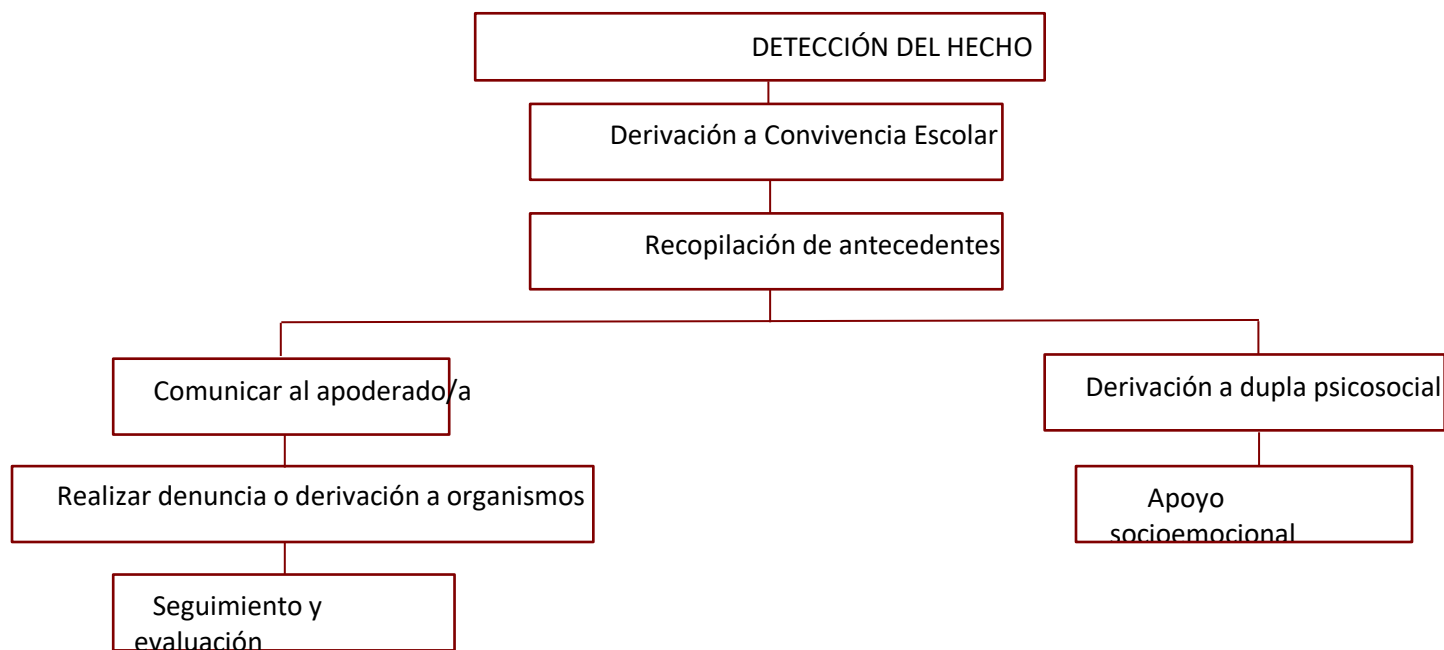 DETECCIÓN DEL HECHO
Derivación a Convivencia Escolar
Recopilación de antecedentes
Comunicar al apoderado/a
Derivación a dupla psicosocial
Realizar denuncia o derivación a organismos
Apoyo
socioemocional
Seguimiento y
evaluación